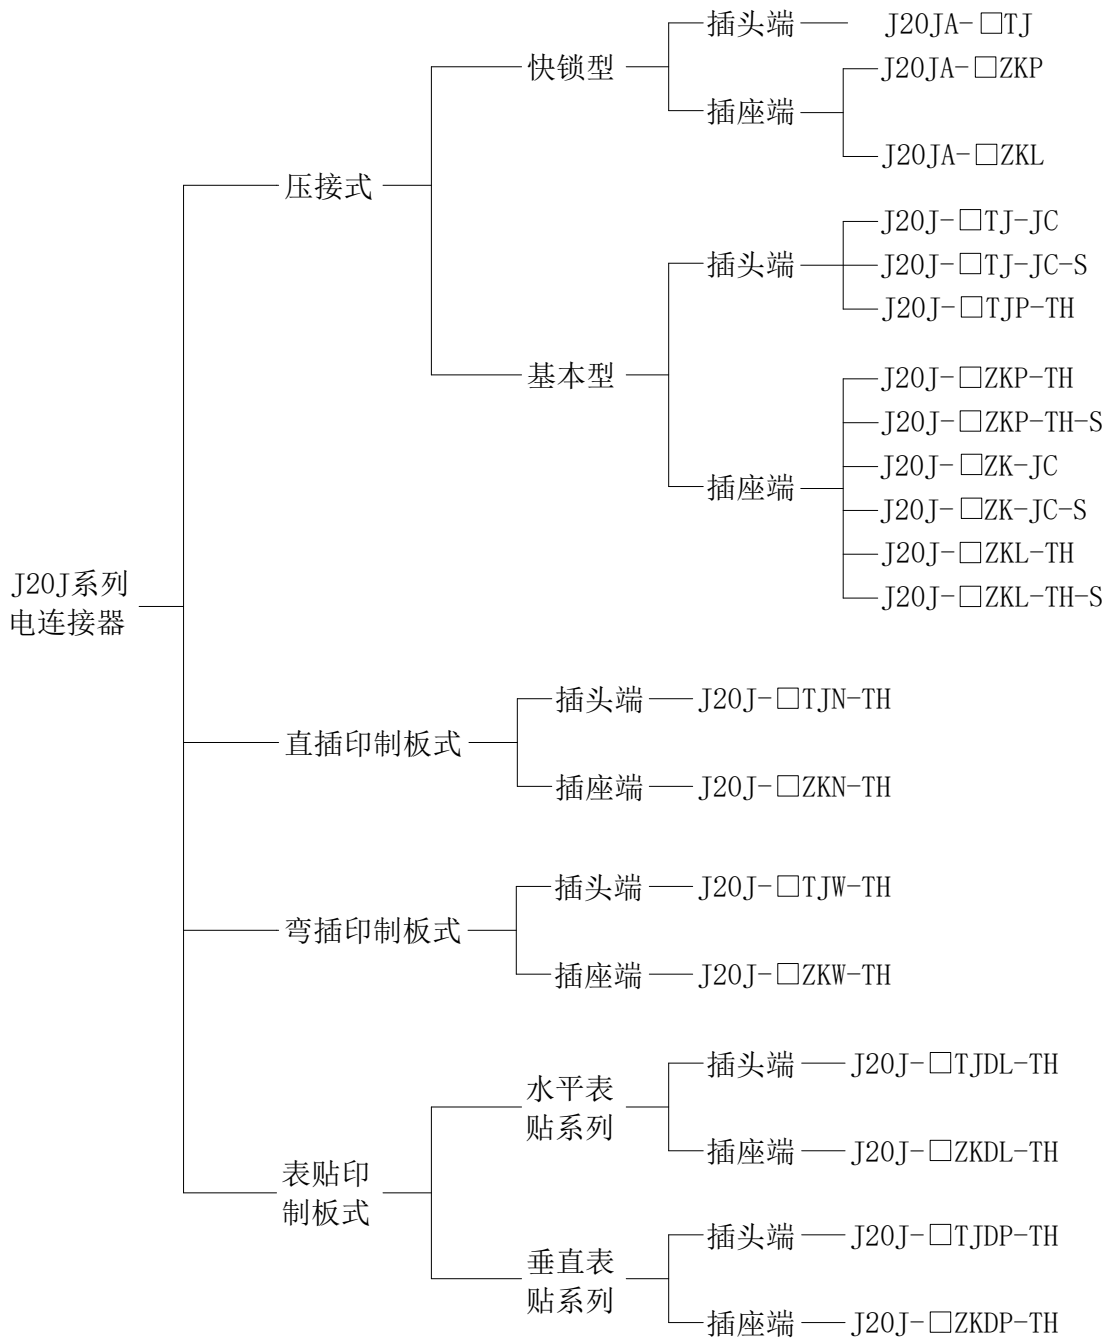 J20J系列
电连接器
压接式
快锁型
插头端
J20JA-□TJ
插座端
J20JA-□ZKP
J20JA-□ZKL
基本型
插头端
J20J-□TJ-JC
J20J-□TJ-JC-S
J20J-□TJP-TH
插座端
J20J-□ZKP-TH
J20J-□ZKP-TH-S
J20J-□ZK-JC
J20J-□ZK-JC-S
J20J-□ZKL-TH
J20J-□ZKL-TH-S
直插印制板式
插头端
J20J-□TJN-TH
插座端
J20J-□ZKN-TH
弯插印制板式
插头端
J20J-□TJW-TH
插座端
J20J-□ZKW-TH
表贴印
制板式
水平表
贴系列
插头端
J20J-□TJDL-TH
插座端
J20J-□ZKDL-TH
垂直表
贴系列
插头端
J20J-□TJDP-TH
插座端
J20J-□ZKDP-TH